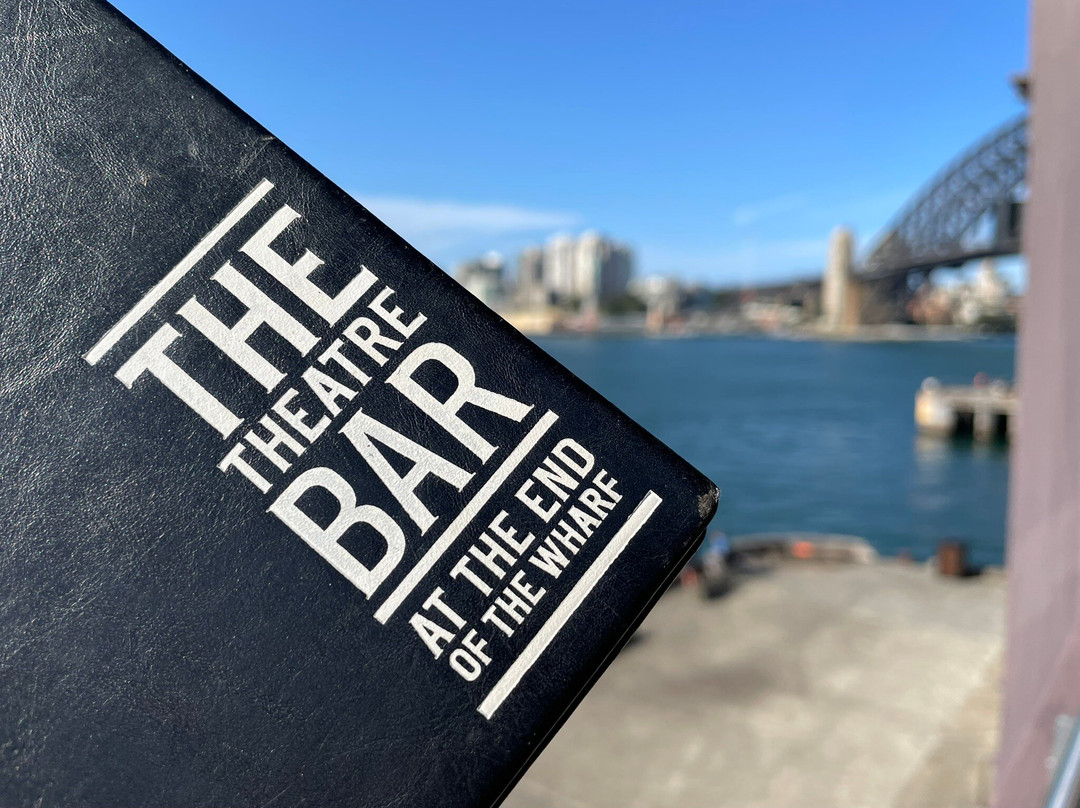 THE
THEATRE
BAR
AT THE END
OF THE WHARF